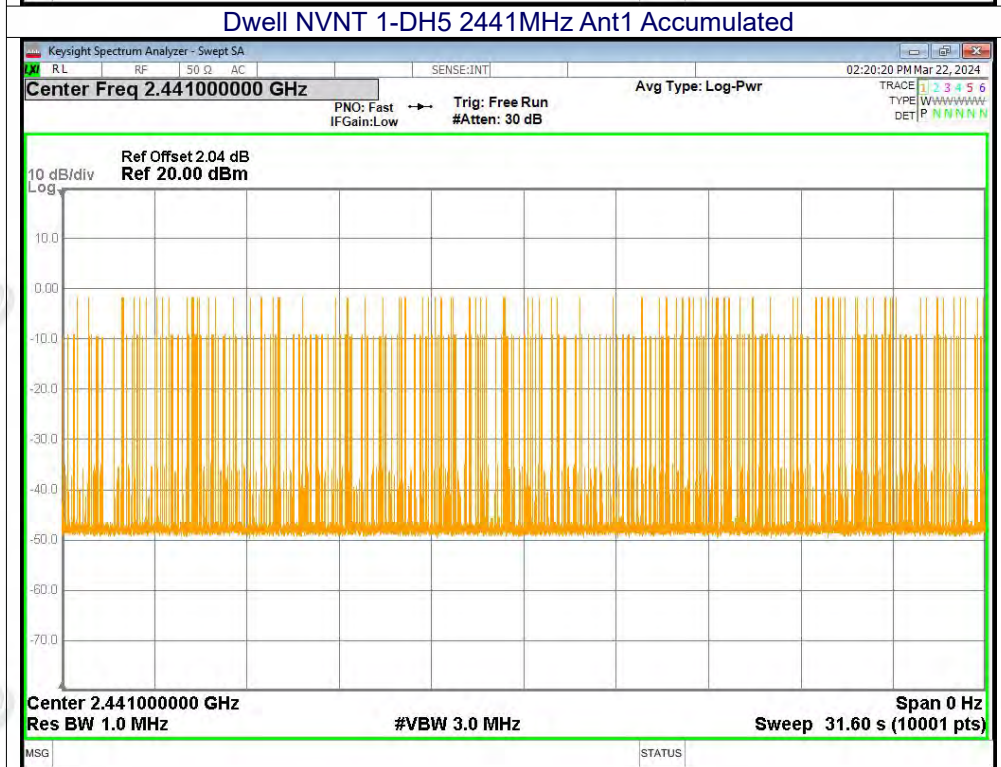 Dwell NVNT 1-DH5 2441MHz Ant1 Accumulated
Keysight Spectrum Analyzer - Swept SA
LXI RL RF 50 Ω AC SENSE:INT 02:20:20 PM Mar 22, 2024
Center Freq 2.441000000 GHz Avg Type: Log-Pwr TRACE 1 2 3 4 5 6
PNO: Fast Trig: Free Run TYPE WWWWWWW
IFGain:Low #Atten: 30 dB DET P N N N N N
Ref Offset 2.04 dB
10 dB/div Ref 20.00 dBm
Log
10.0
0.00
-10.0
-20.0
-30.0
-40.0
-50.0
-60.0
-70.0
Center 2.441000000 GHz Span 0 Hz
Res BW 1.0 MHz #VBW 3.0 MHz Sweep 31.60 s (10001 pts)
MSG STATUS